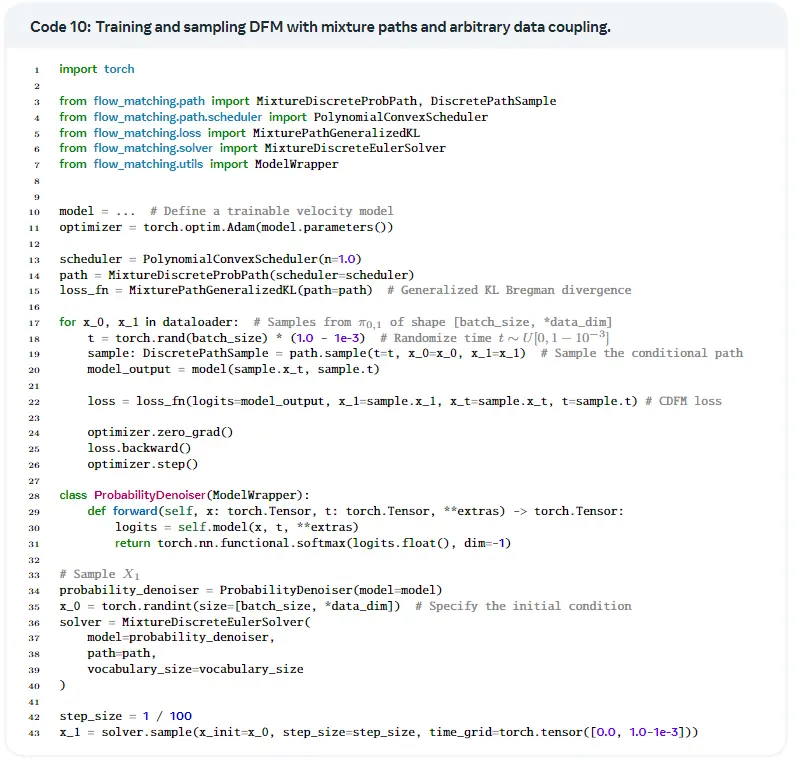 Code 10: Training and sampling DFM with mixture paths and arbitrary data coupling.
1 import torch
2
3 from flow_matching.path import MixtureDiscreteProbPath, DiscretePathSample
4 from flow_matching.path.scheduler import PolynomialConvexScheduler
5 from flow_matching.loss import MixturePathGeneralizedKL
6 from flow_matching.solver import MixtureDiscreteEulerSolver
7 from flow_matching.utils import ModelWrapper
8
9
10 model = ... # Define a trainable velocity model
11 optimizer = torch.optim.Adam(model.parameters())
12
13 scheduler = PolynomialConvexScheduler(n=1.0)
14 path = MixtureDiscreteProbPath(scheduler=scheduler)
15 loss_fn = MixturePathGeneralizedKL(path=path) # Generalized KL Bregman divergence
16
17 for x_0, x_1 in dataloader: # Samples from π₀,₁ of shape [batch_size, *data_dim]
18 t = torch.rand(batch_size) * (1.0 - 1e-3) # Randomize time t ∼ U[0, 1 − 10⁻³]
19 sample: DiscretePathSample = path.sample(t=t, x_0=x_0, x_1=x_1) # Sample the conditional path
20 model_output = model(sample.x_t, sample.t)
21
22 loss = loss_fn(logits=model_output, x_1=sample.x_1, x_t=sample.x_t, t=sample.t) # CDFM loss
23
24 optimizer.zero_grad()
25 loss.backward()
26 optimizer.step()
27
28 class ProbabilityDenoiser(ModelWrapper):
29 def forward(self, x: torch.Tensor, t: torch.Tensor, **extras) -> torch.Tensor:
30 logits = self.model(x, t, **extras)
31 return torch.nn.functional.softmax(logits.float(), dim=-1)
32
33 # Sample X₁
34 probability_denoiser = ProbabilityDenoiser(model=model)
35 x_0 = torch.randint(size=[batch_size, *data_dim]) # Specify the initial condition
36 solver = MixtureDiscreteEulerSolver(
37 model=probability_denoiser,
38 path=path,
39 vocabulary_size=vocabulary_size
40 )
41
42 step_size = 1 / 100
43 x_1 = solver.sample(x_init=x_0, step_size=step_size, time_grid=torch.tensor([0.0, 1.0-1e-3]))